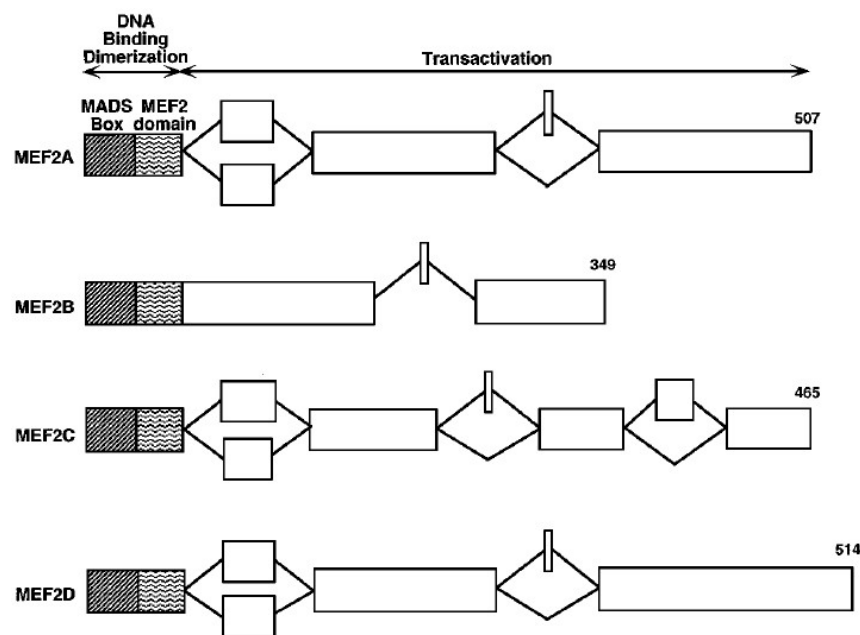 DNA
Binding
Dimerization
Transactivation
MADS MEF2
Box domain
507
MEF2A
349
MEF2B
465
MEF2C
514
MEF2D